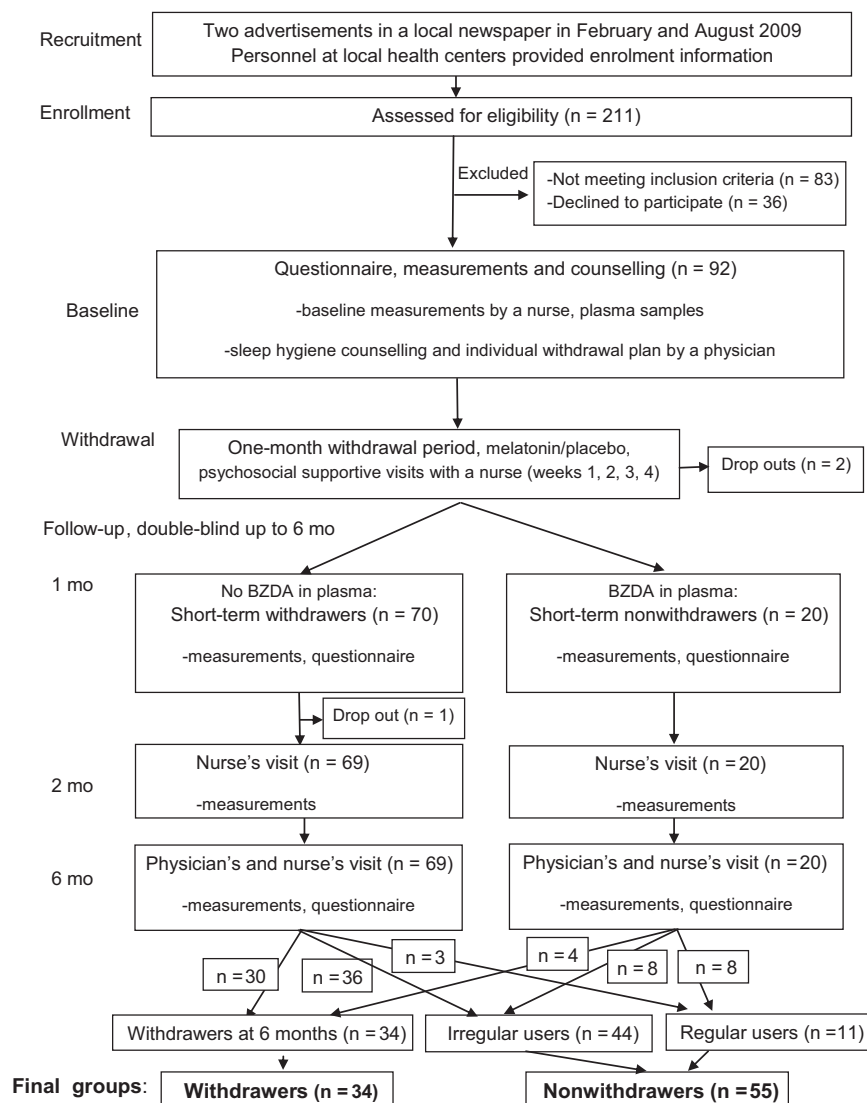 Recruitment
Two advertisements in a local newspaper in February and August 2009
Personnel at local health centers provided enrolment information
Enrollment
Assessed for eligibility (n = 211)
Excluded
-Not meeting inclusion criteria (n = 83)
-Declined to participate (n = 36)
Questionnaire, measurements and counselling (n = 92)
Baseline
-baseline measurements by a nurse, plasma samples
-sleep hygiene counselling and individual withdrawal plan by a physician
Withdrawal
One-month withdrawal period, melatonin/placebo,
psychosocial supportive visits with a nurse (weeks 1, 2, 3, 4)
Drop outs (n = 2)
Follow-up, double-blind up to 6 mo
1 mo
No BZDA in plasma:
Short-term withdrawers (n = 70)
-measurements, questionnaire
BZDA in plasma:
Short-term nonwithdrawers (n = 20)
-measurements, questionnaire
Drop out (n = 1)
2 mo
Nurse's visit (n = 69)
-measurements
Nurse's visit (n = 20)
-measurements
6 mo
Physician's and nurse's visit (n = 69)
-measurements, questionnaire
Physician's and nurse's visit (n = 20)
-measurements, questionnaire
n = 30
n = 36
n = 3
n = 4
n = 8
n = 8
Withdrawers at 6 months (n = 34)
Irregular users (n = 44)
Regular users (n = 11)
Final groups:
Withdrawers (n = 34)
Nonwithdrawers (n = 55)